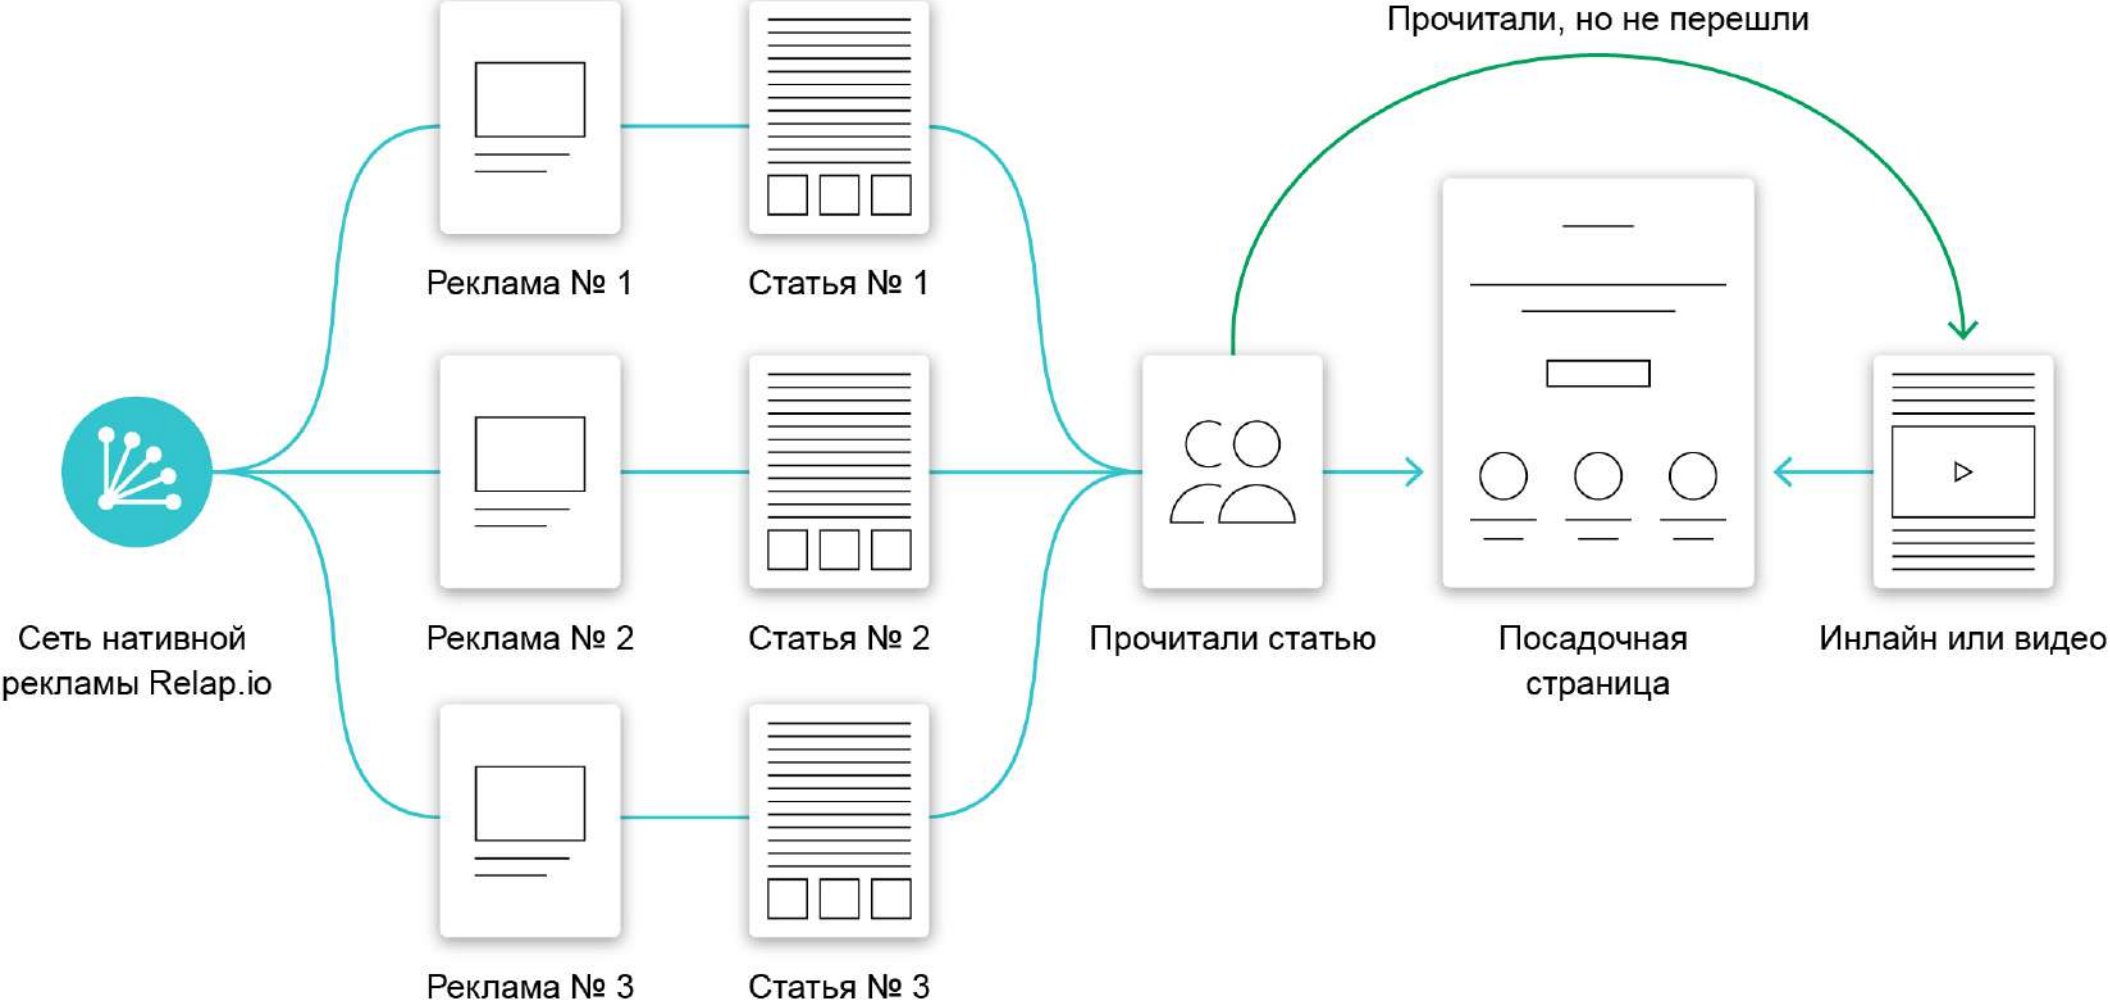 Прочитали, но не перешли
Реклама № 1
Статья № 1
Сеть нативной
рекламы Relap.io
Реклама № 2
Статья № 2
Прочитали статью
Посадочная
страница
Инлайн или видео
Реклама № 3
Статья № 3